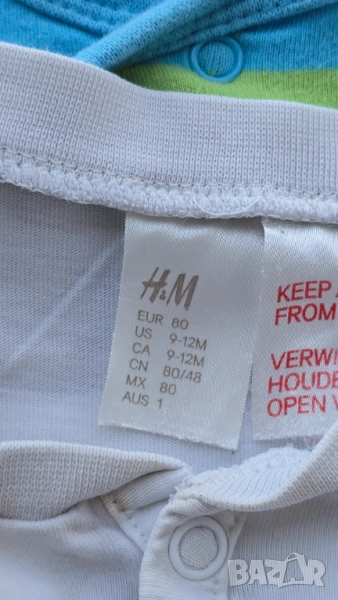 H&M
EUR 80
US 9-12M
CA 9-12M
CN 80/48
MX 80
AUS 1
KEEP
FROM
VERWI
HOUDE
OPEN V
BAZAR